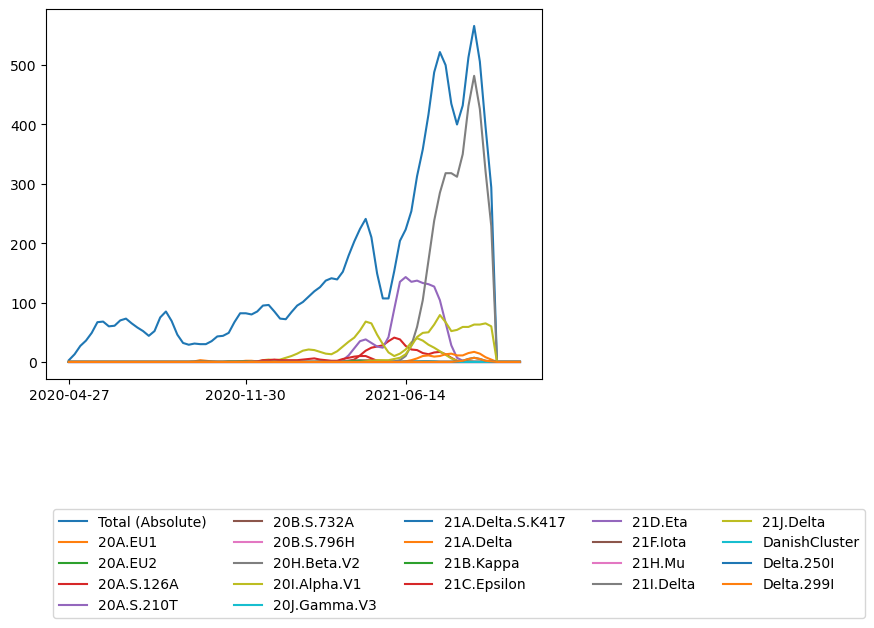 500
400
300
200
100
0
2020-04-27 2020-11-30 2021-06-14
Total (Absolute) 20B.S.732A 21A.Delta.S.K417 21D.Eta 21J.Delta
20A.EU1 20B.S.796H 21A.Delta 21F.Iota DanishCluster
20A.EU2 20H.Beta.V2 21B.Kappa 21H.Mu Delta.250I
20A.S.126A 20I.Alpha.V1 21C.Epsilon 21I.Delta Delta.299I
20A.S.210T 20J.Gamma.V3